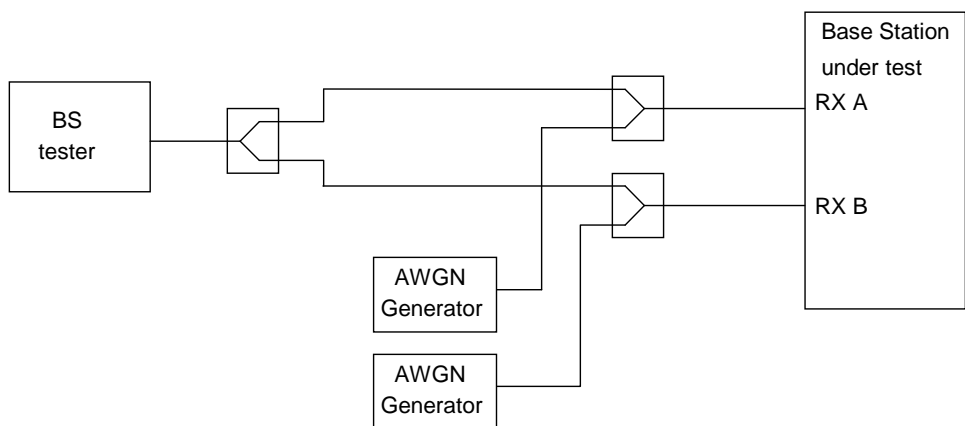 BS
tester
Base Station
under test
RX A
RX B
AWGN
Generator
AWGN
Generator